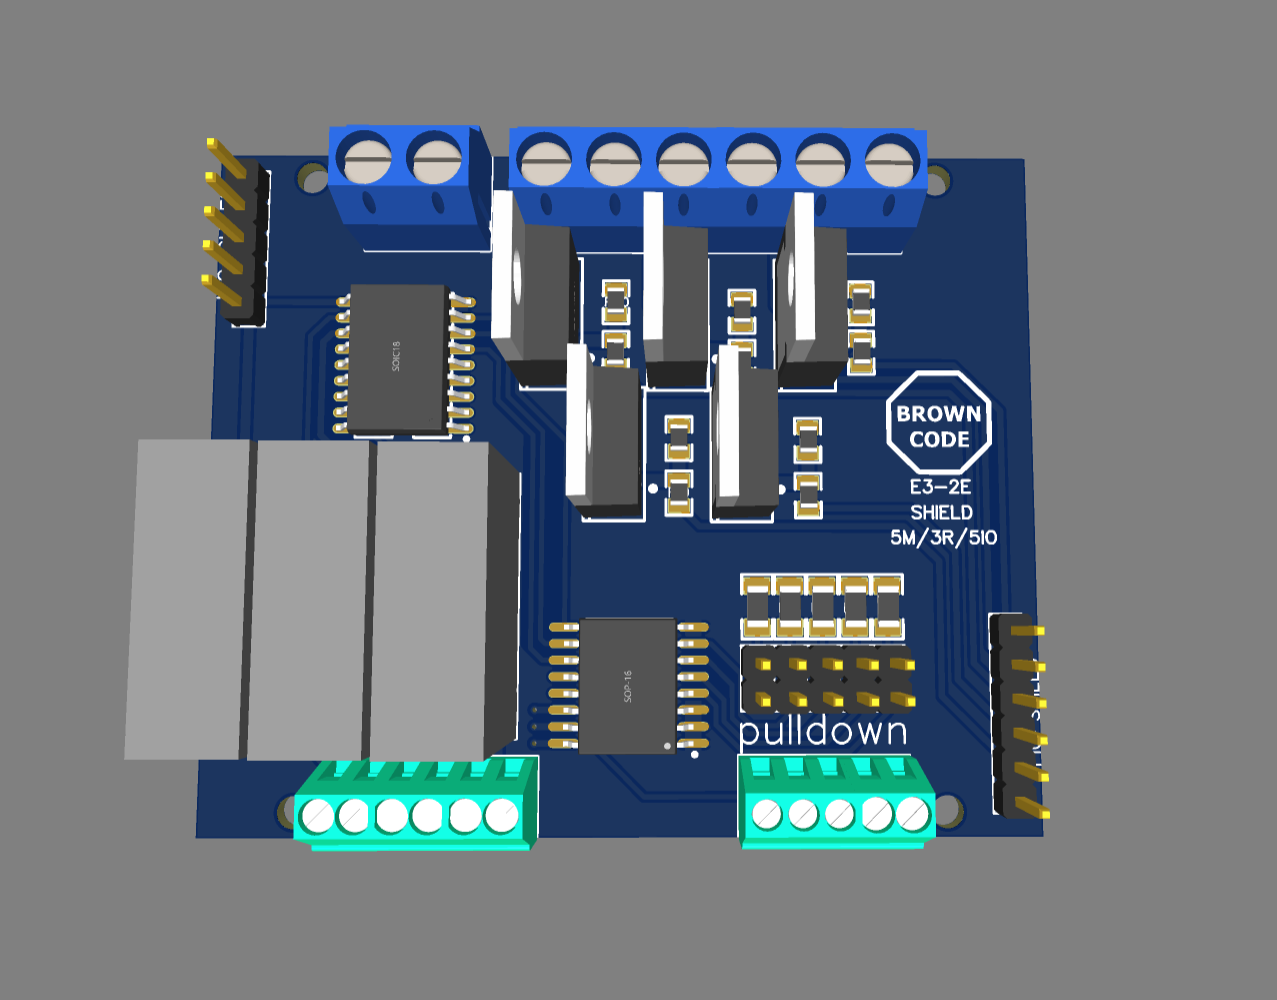 SOIC18
BROWN
CODE
E3-2E
SHIELD
5M/3R/5IO
SOP-16
pulldown